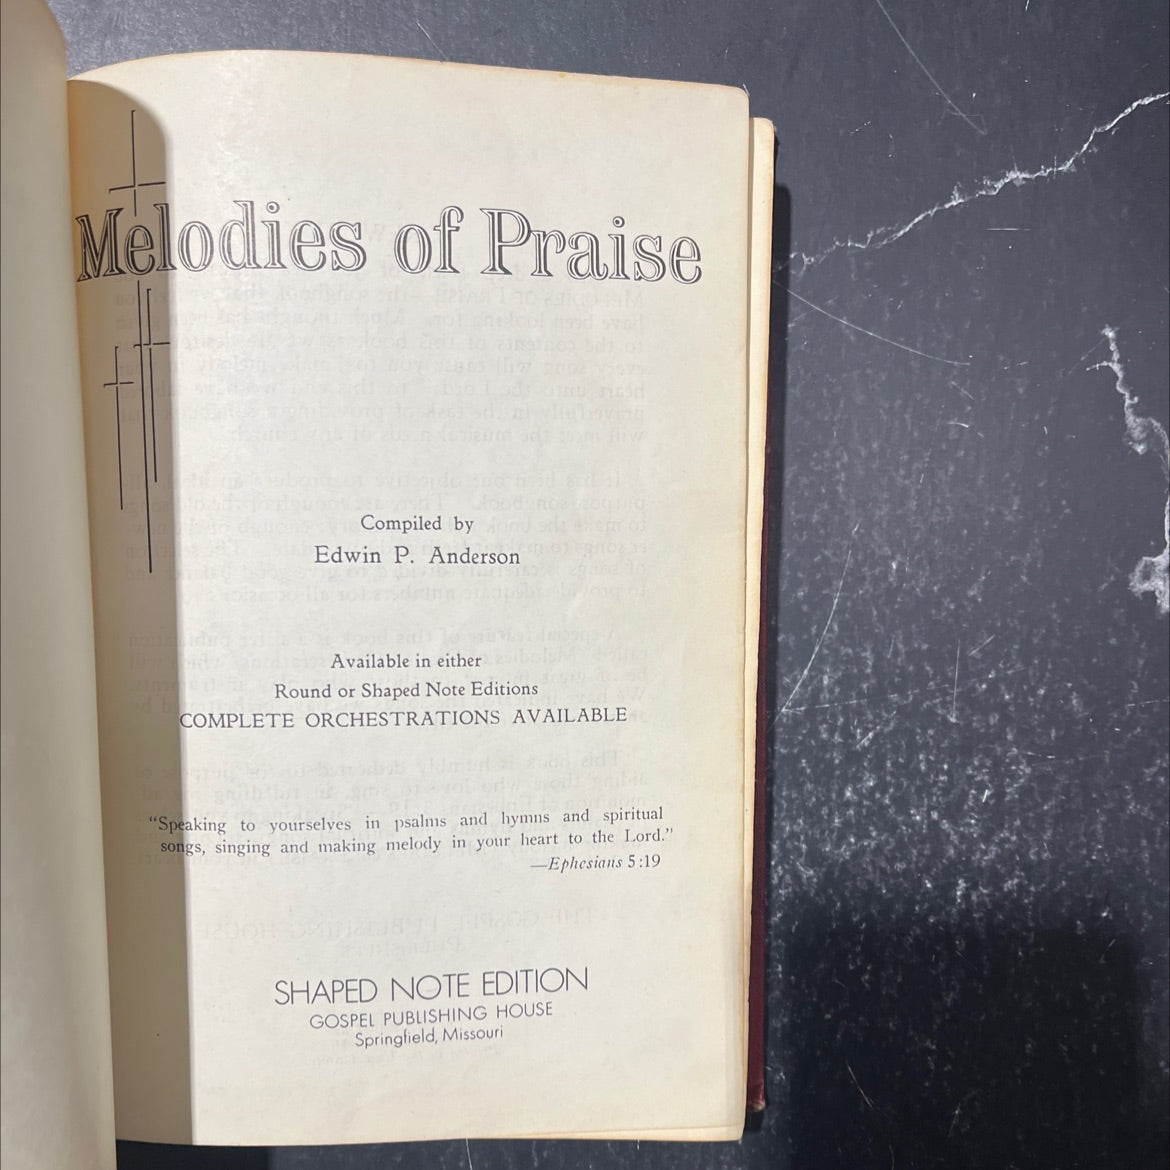 Melodies of Praise
Compiled by
Edwin P. Anderson
Available in either
Round or Shaped Note Editions
COMPLETE ORCHESTRATIONS AVAILABLE
“Speaking to yourselves in psalms and hymns and spiritual
songs, singing and making melody in your heart to the Lord.”
—Ephesians 5:19
SHAPED NOTE EDITION
GOSPEL PUBLISHING HOUSE
Springfield, Missouri